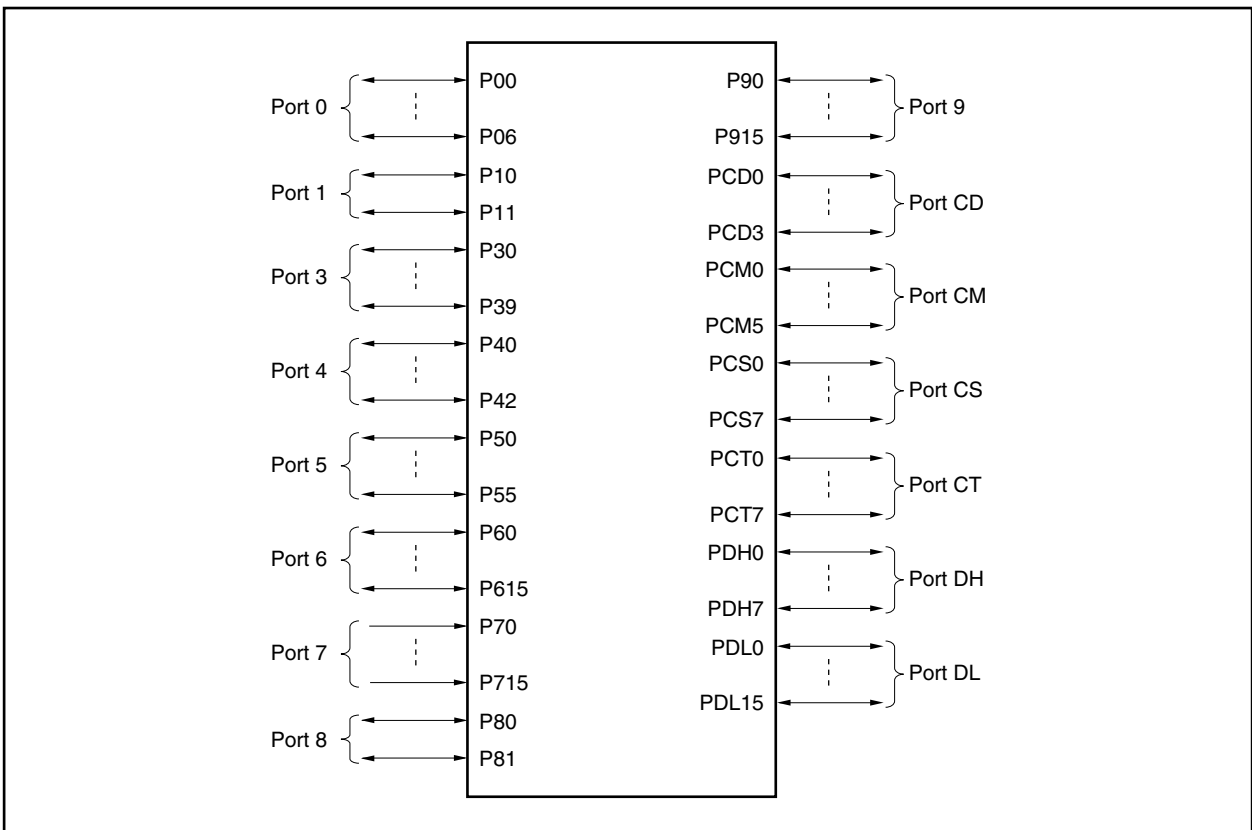 Port 0
P00
P06
Port 1
P10
P11
Port 3
P30
P39
Port 4
P40
P42
Port 5
P50
P55
Port 6
P60
P615
Port 7
P70
P715
Port 8
P80
P81
P90
P915
Port 9
PCD0
PCD3
Port CD
PCM0
PCM5
Port CM
PCS0
PCS7
Port CS
PCT0
PCT7
Port CT
PDH0
PDH7
Port DH
PDL0
PDL15
Port DL